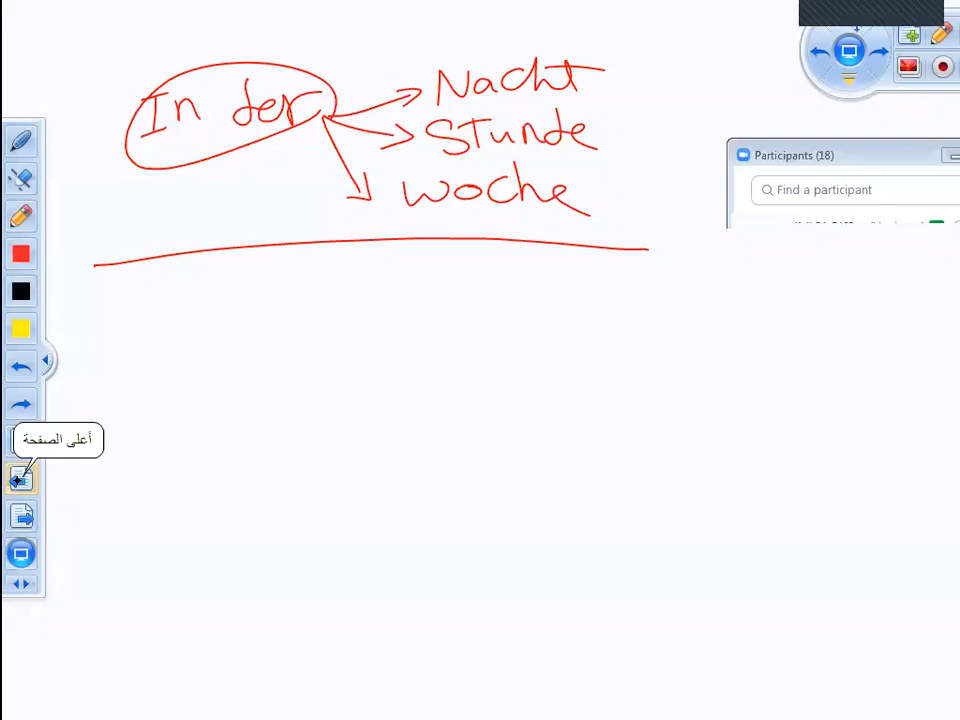 In der
Nacht
Stunde
Woche
Participants (18)
Find a participant
أعلى الصفحة